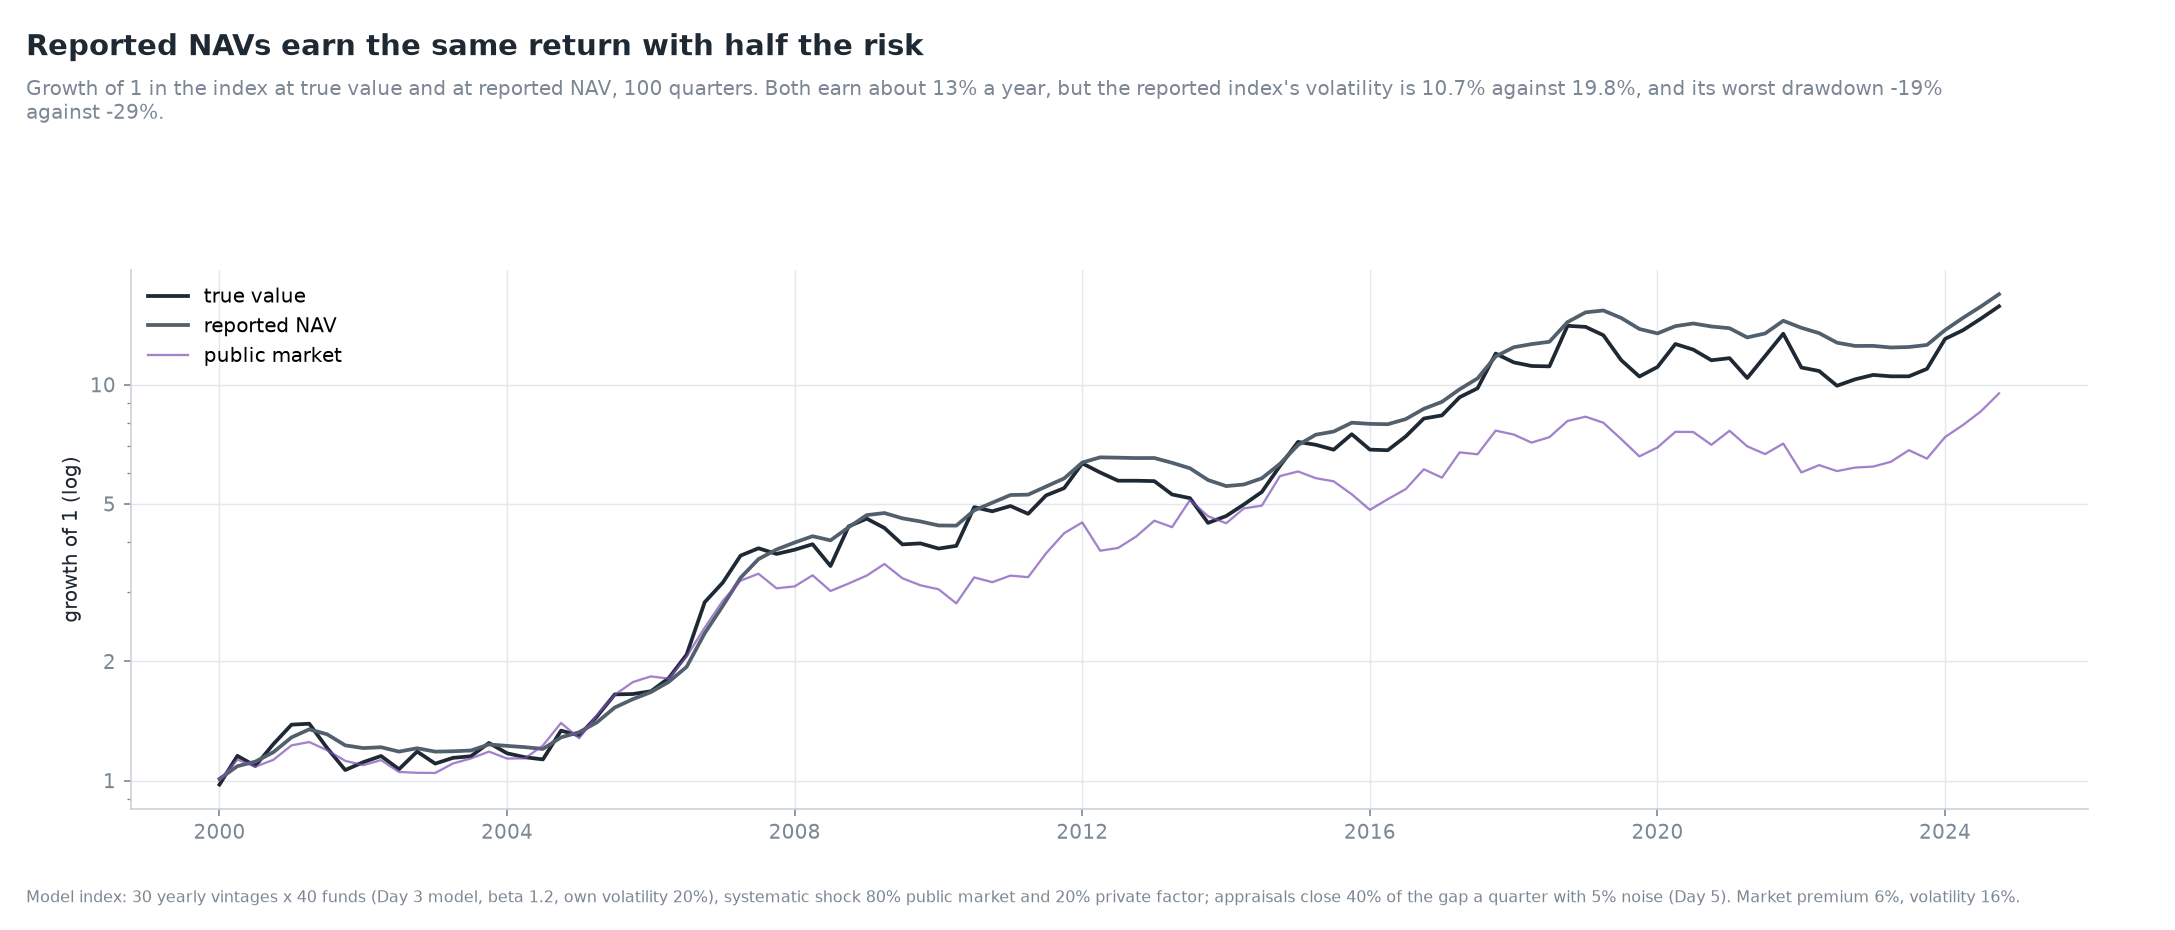 Reported NAVs earn the same return with half the risk
Growth of 1 in the index at true value and at reported NAV, 100 quarters. Both earn about 13% a year, but the reported index's volatility is 10.7% against 19.8%, and its worst drawdown -19%
against -29%.
true value
reported NAV
public market
growth of 1 (log)
10
5
2
1
2000 2004 2008 2012 2016 2020 2024
Model index: 30 yearly vintages x 40 funds (Day 3 model, beta 1.2, own volatility 20%), systematic shock 80% public market and 20% private factor; appraisals close 40% of the gap a quarter with 5% noise (Day 5). Market premium 6%, volatility 16%.